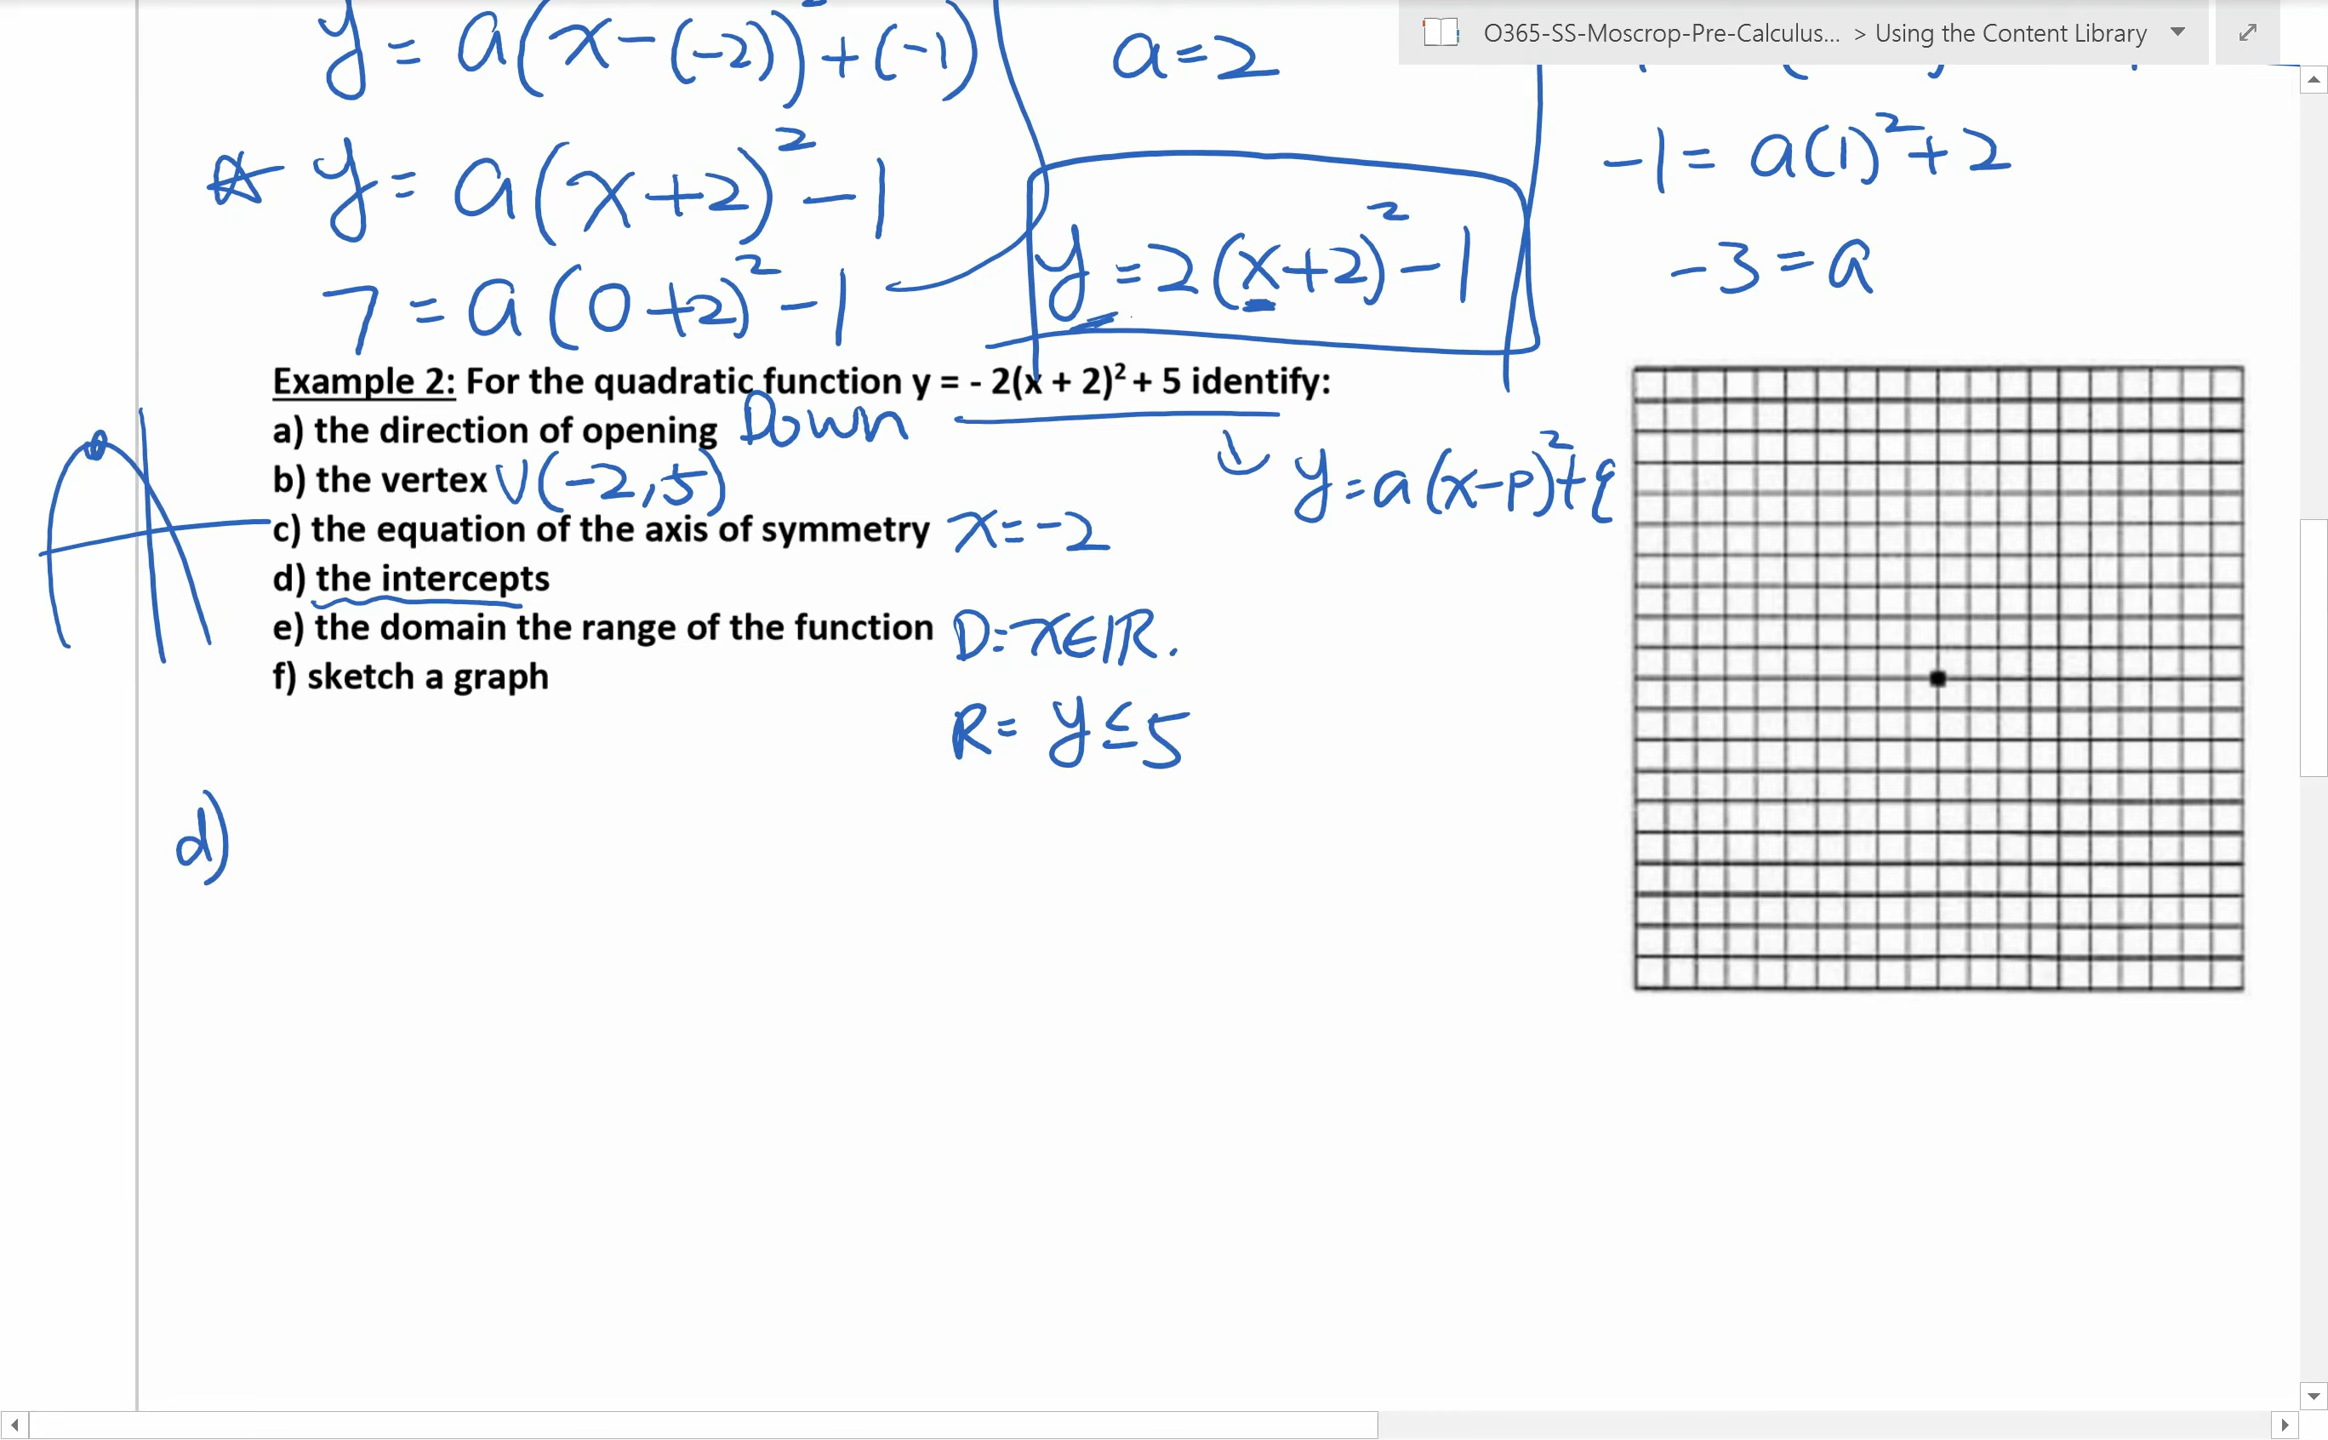 O365-SS-Moscrop-Pre-Calculus... > Using the Content Library
y = a(x-(-2))² + (-1)
a = 2
-1 = a(1)² + 2
y = a(x+2)² - 1
y = 2(x+2)² - 1
-3 = a
7 = a(0+2)² - 1
Example 2: For the quadratic function y = - 2(x + 2)² + 5 identify:
a) the direction of opening Down
y = a(x-p)² + q
b) the vertex V(-2, 5)
c) the equation of the axis of symmetry x = -2
d) the intercepts
e) the domain the range of the function D: x∈ℝ.
f) sketch a graph
R= y ≤ 5
d)